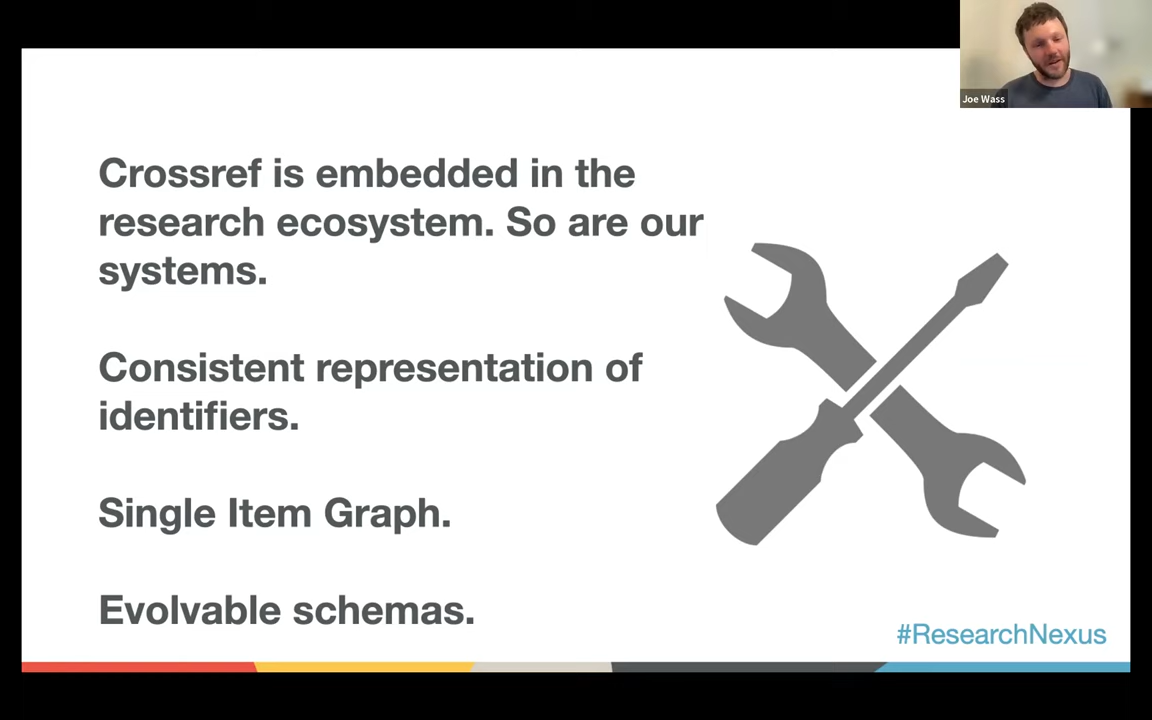 Joe Wass
Crossref is embedded in the
research ecosystem. So are our
systems.
Consistent representation of
identifiers.
Single Item Graph.
Evolvable schemas.
#ResearchNexus